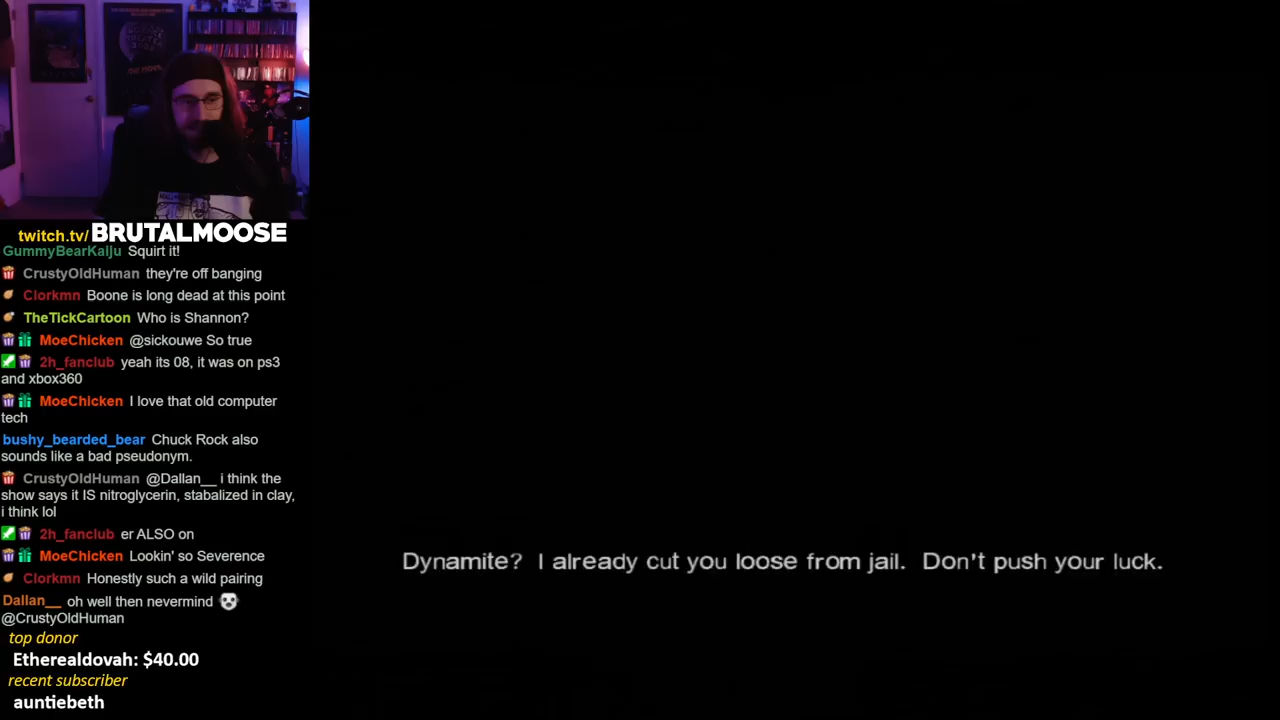 twitch.tv/BRUTALMOOSE
GummyBearKaiju Squirt it!
CrustyOldHuman they're off banging
Clorkmn Boone is long dead at this point
TheTickCartoon Who is Shannon?
MoeChicken @sickouwe So true
2h_fanclub yeah its 08, it was on ps3
and xbox360
MoeChicken I love that old computer
tech
bushy_bearded_bear Chuck Rock also
sounds like a bad pseudonym.
CrustyOldHuman @Dallan__ i think the
show says it IS nitroglycerin, stabalized in clay,
i think lol
2h_fanclub er ALSO on
MoeChicken Lookin' so Severence
Clorkmn Honestly such a wild pairing
Dallan__ oh well then nevermind
@CrustyOldHuman
top donor
Etherealdovah: $40.00
recent subscriber
auntiebeth
Dynamite? I already cut you loose from jail. Don't push your luck.